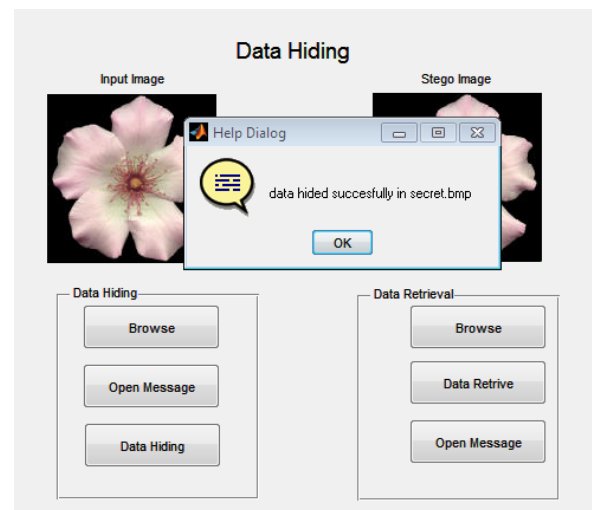 Data Hiding
Input Image
Stego Image
Help Dialog
data hided succesfully in secret.bmp
OK
Data Hiding
Browse
Open Message
Data Hiding
Data Retrieval
Browse
Data Retrive
Open Message